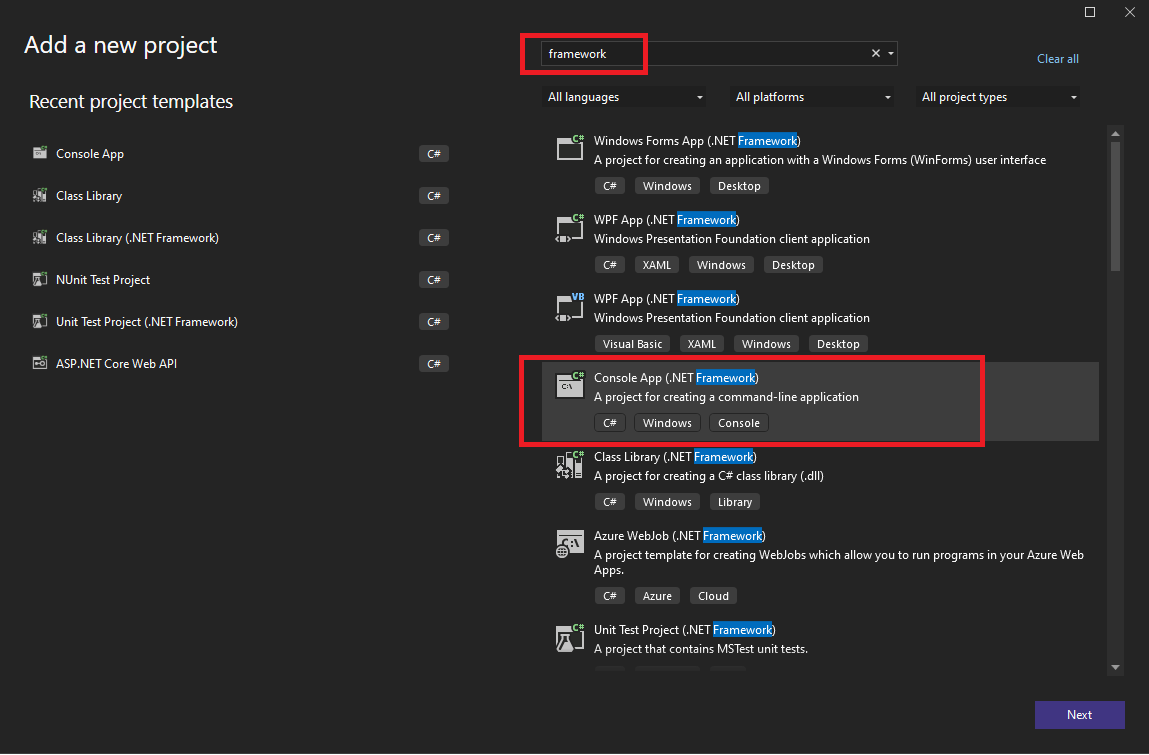 Add a new project
Recent project templates
Console App
C#
Class Library
C#
Class Library (.NET Framework)
C#
NUnit Test Project
C#
Unit Test Project (.NET Framework)
C#
ASP.NET Core Web API
C#
framework
Clear all
All languages
All platforms
All project types
C#
Windows Forms App (.NET Framework)
A project for creating an application with a Windows Forms (WinForms) user interface
C# Windows Desktop
C#
WPF App (.NET Framework)
Windows Presentation Foundation client application
C# XAML Windows Desktop
VB
WPF App (.NET Framework)
Windows Presentation Foundation client application
Visual Basic XAML Windows Desktop
C#
C:\
Console App (.NET Framework)
A project for creating a command-line application
C# Windows Console
C#
Class Library (.NET Framework)
A project for creating a C# class library (.dll)
C# Windows Library
C:\
Azure WebJob (.NET Framework)
A project template for creating WebJobs which allow you to run programs in your Azure Web
Apps.
C# Azure Cloud
C#
Unit Test Project (.NET Framework)
A project that contains MSTest unit tests.
Next